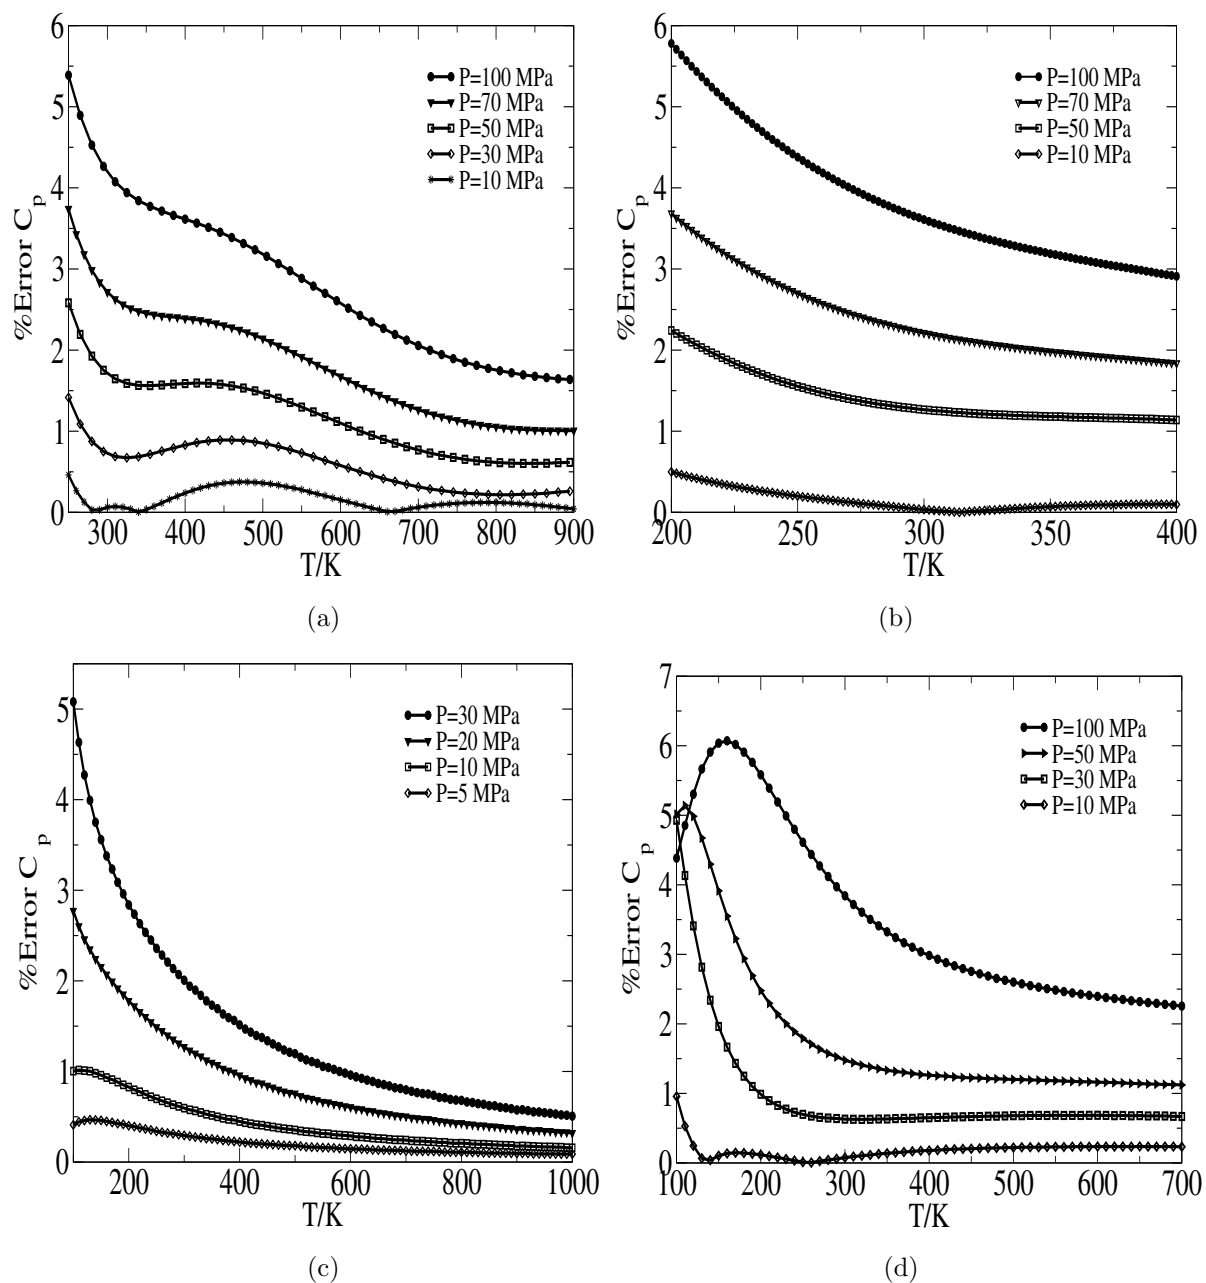 6
5
4
3
2
1
0
%Error C_p
300 400 500 600 700 800 900
T/K
P=100 MPa
P=70 MPa
P=50 MPa
P=30 MPa
P=10 MPa
(a)
6
5
4
3
2
1
0
%Error C_p
200 250 300 350 400
T/K
P=100 MPa
P=70 MPa
P=50 MPa
P=10 MPa
(b)
5
4
3
2
1
0
%Error C_p
200 400 600 800 1000
T/K
P=30 MPa
P=20 MPa
P=10 MPa
P=5 MPa
(c)
7
6
5
4
3
2
1
0
%Error C_p
100 200 300 400 500 600 700
T/K
P=100 MPa
P=50 MPa
P=30 MPa
P=10 MPa
(d)